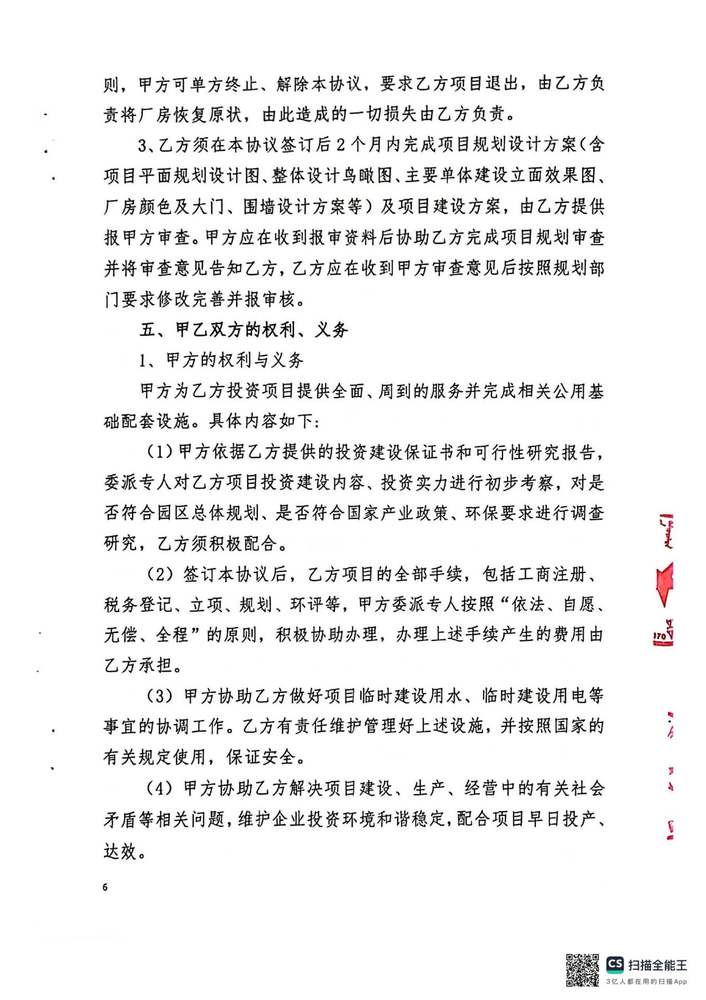 则，甲方可单方终止、解除本协议，要求乙方项目退出，由乙方负
责将厂房恢复原状，由此造成的一切损失由乙方负责。
3、乙方须在本协议签订后2个月内完成项目规划设计方案（含
项目平面规划设计图、整体设计鸟瞰图、主要单体建设立面效果图、
厂房颜色及大门、围墙设计方案等）及项目建设方案，由乙方提供
报甲方审查。甲方应在收到报审资料后协助乙方完成项目规划审查
并将审查意见告知乙方，乙方应在收到甲方审查意见后按照规划部
门要求修改完善并报审核。
五、甲乙双方的权利、义务
1、甲方的权利与义务
甲方为乙方投资项目提供全面、周到的服务并完成相关公用基
础配套设施。具体内容如下：
（1）甲方依据乙方提供的投资建设保证书和可行性研究报告，
委派专人对乙方项目投资建设内容、投资实力进行初步考察，对是
否符合园区总体规划、是否符合国家产业政策、环保要求进行调查
研究，乙方须积极配合。
（2）签订本协议后，乙方项目的全部手续，包括工商注册、
税务登记、立项、规划、环评等，甲方委派专人按照“依法、自愿、
无偿、全程”的原则，积极协助办理，办理上述手续产生的费用由
乙方承担。
（3）甲方协助乙方做好项目临时建设用水、临时建设用电等
事宜的协调工作。乙方有责任维护管理好上述设施，并按照国家的
有关规定使用，保证安全。
（4）甲方协助乙方解决项目建设、生产、经营中的有关社会
矛盾等相关问题，维护企业投资环境和谐稳定，配合项目早日投产、
达效。
6
370
CS 扫描全能王
3亿人都在用的扫描App